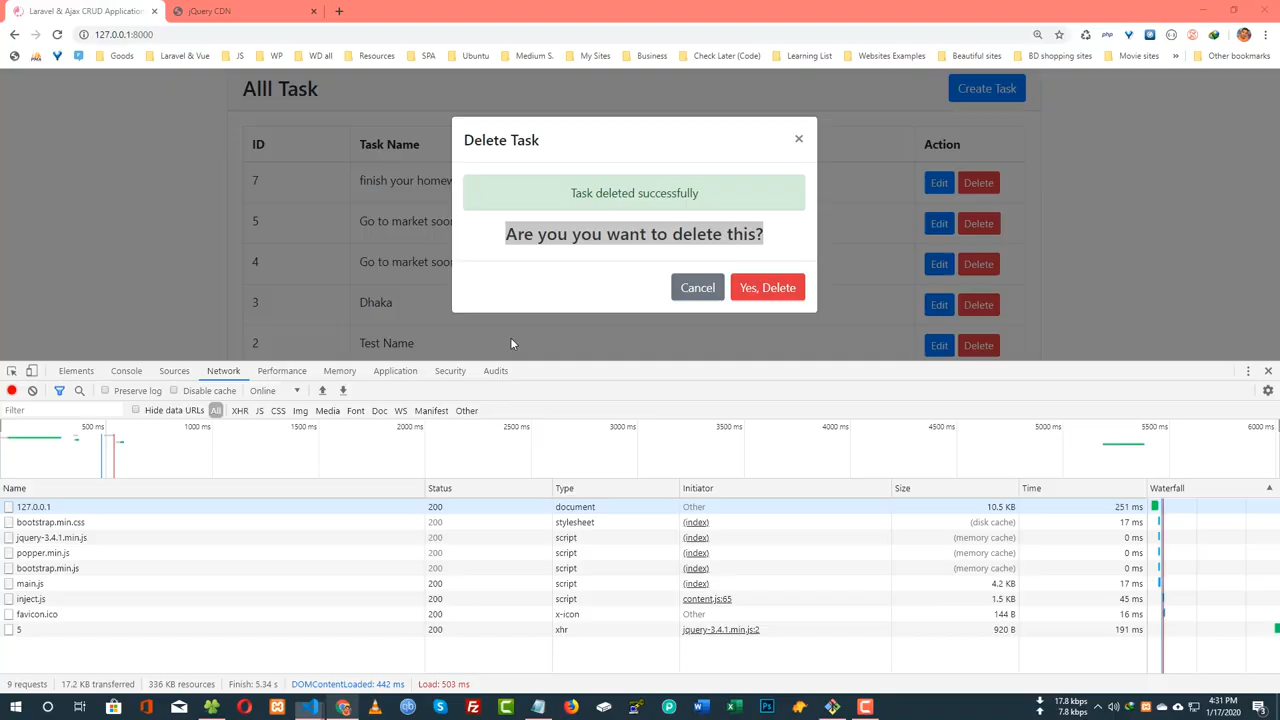 Laravel & Ajax CRUD Applicatio
jQuery CDN
127.0.0.1:8000
Goods
Laravel & Vue
JS
WP
WD all
Resources
SPA
Ubuntu
Medium S.
My Sites
Business
Check Later (Code)
Learning List
Websites Examples
Beautiful sites
BD shopping sites
Movie sites
»
Other bookmarks
Alll Task
Create Task
ID
Task Name
Action
7
finish your homew
Edit
Delete
5
Go to market soor
Edit
Delete
4
Go to market soor
Edit
Delete
3
Dhaka
Edit
Delete
2
Test Name
Edit
Delete
Delete Task
×
Task deleted successfully
Are you you want to delete this?
Cancel
Yes, Delete
Elements
Console
Sources
Network
Performance
Memory
Application
Security
Audits
Preserve log
Disable cache
Online
Filter
Hide data URLs
All
XHR
JS
CSS
Img
Media
Font
Doc
WS
Manifest
Other
500 ms
1000 ms
1500 ms
2000 ms
2500 ms
3000 ms
3500 ms
4000 ms
4500 ms
5000 ms
5500 ms
6000 ms
Name
Status
Type
Initiator
Size
Time
Waterfall
127.0.0.1
200
document
Other
10.5 KB
251 ms
bootstrap.min.css
200
stylesheet
(index)
(disk cache)
17 ms
jquery-3.4.1.min.js
200
script
(index)
(memory cache)
0 ms
popper.min.js
200
script
(index)
(memory cache)
0 ms
bootstrap.min.js
200
script
(index)
(memory cache)
0 ms
main.js
200
script
(index)
4.2 KB
17 ms
inject.js
200
script
content.js:65
1.5 KB
45 ms
favicon.ico
200
x-icon
Other
144 B
16 ms
5
200
xhr
jquery-3.4.1.min.js:2
920 B
191 ms
9 requests
17.2 KB transferred
336 KB resources
Finish: 5.34 s
DOMContentLoaded: 442 ms
Load: 503 ms
17.8 kbps
7.8 kbps
4:31 PM
1/17/2020